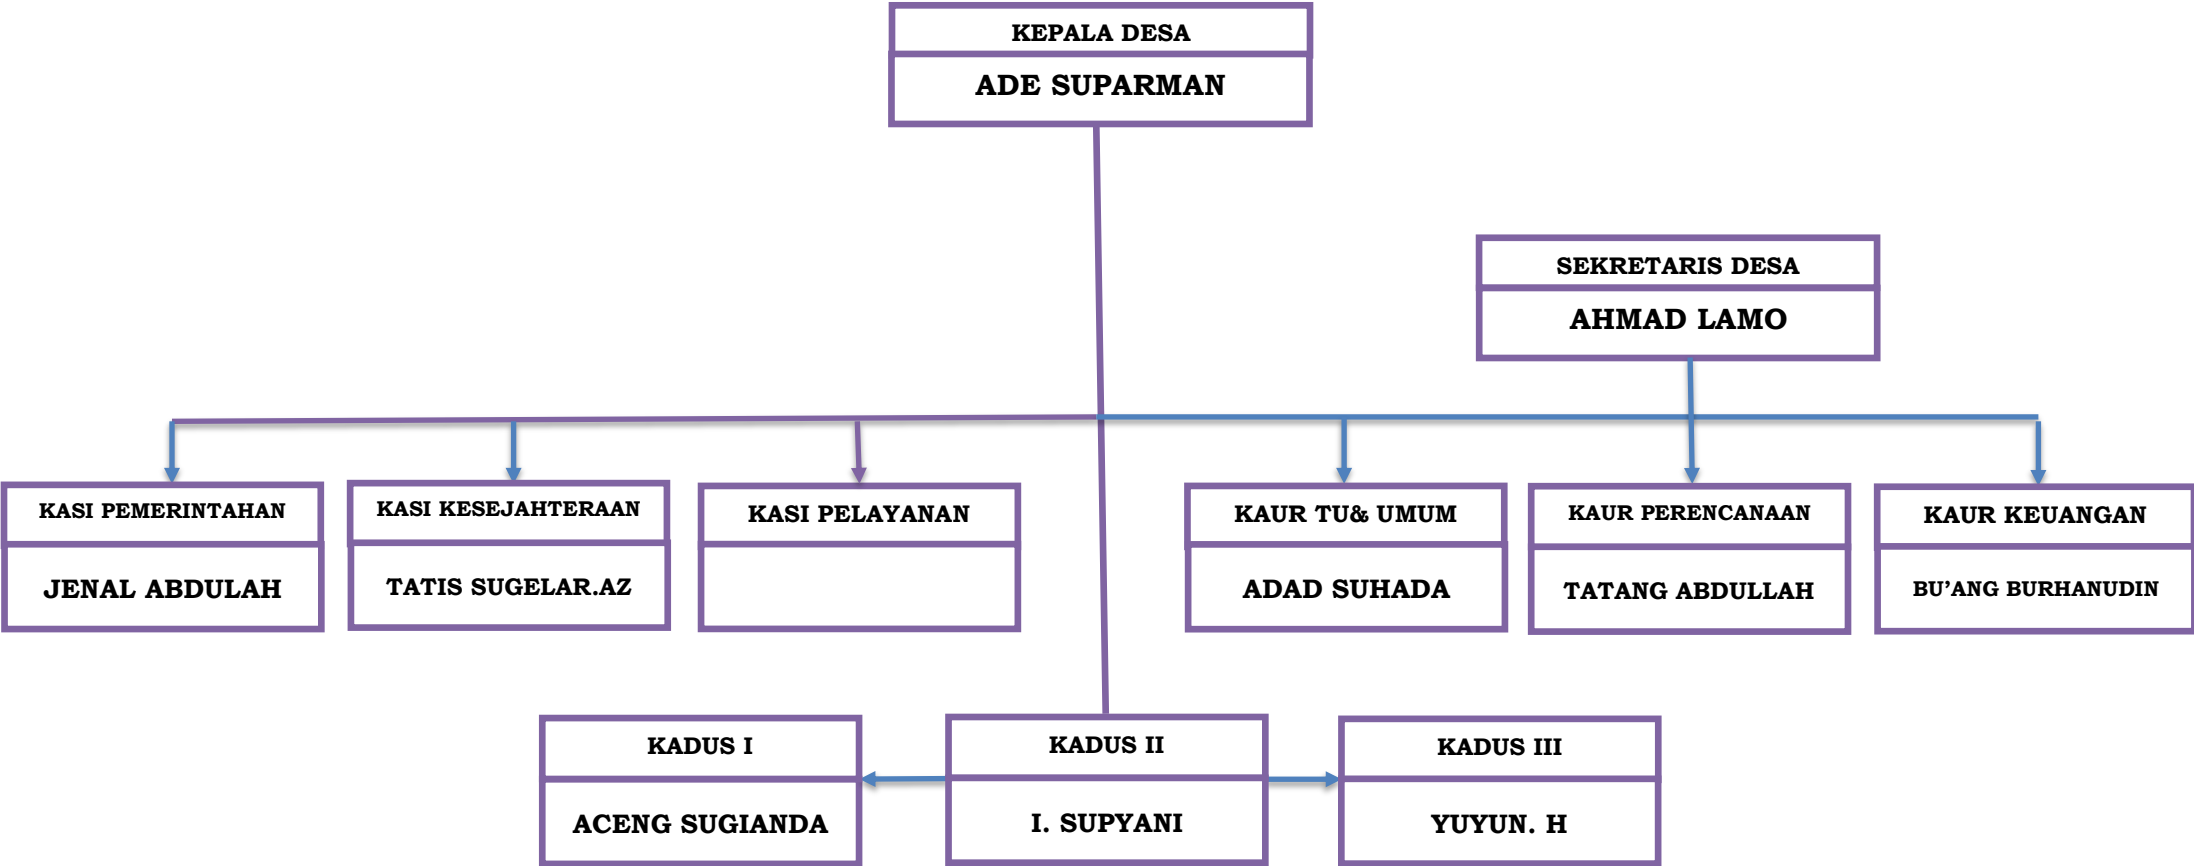 KEPALA DESA
ADE SUPARMAN
SEKRETARIS DESA
AHMAD LAMO
KASI PEMERINTAHAN
JENAL ABDULAH
KASI KESEJAHTERAAN
TATIS SUGELAR.AZ
KASI PELAYANAN
KAUR TU& UMUM
ADAD SUHADA
KAUR PERENCANAAN
TATANG ABDULLAH
KAUR KEUANGAN
BU’ANG BURHANUDIN
KADUS I
ACENG SUGIANDA
KADUS II
I. SUPYANI
KADUS III
YUYUN. H